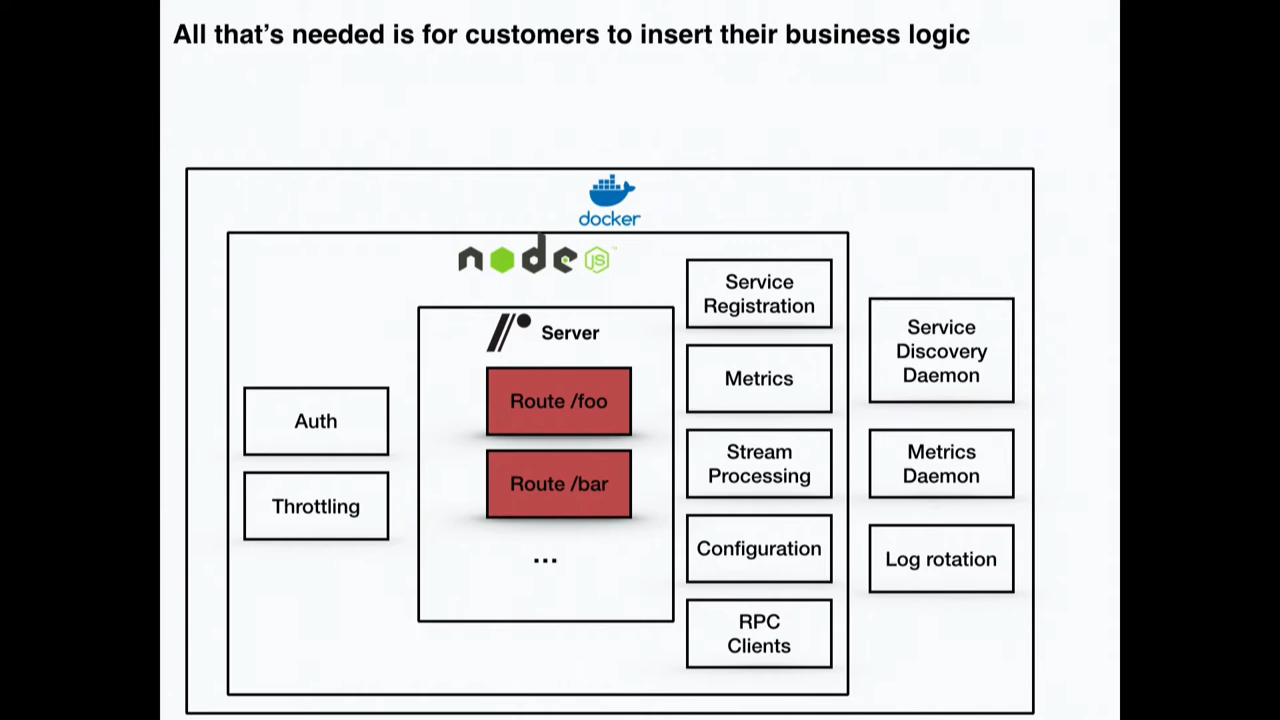 All that's needed is for customers to insert their business logic
docker
node JS ™
Server
Route /foo
Route /bar
...
Auth
Throttling
Service
Registration
Metrics
Stream
Processing
Configuration
RPC
Clients
Service
Discovery
Daemon
Metrics
Daemon
Log rotation